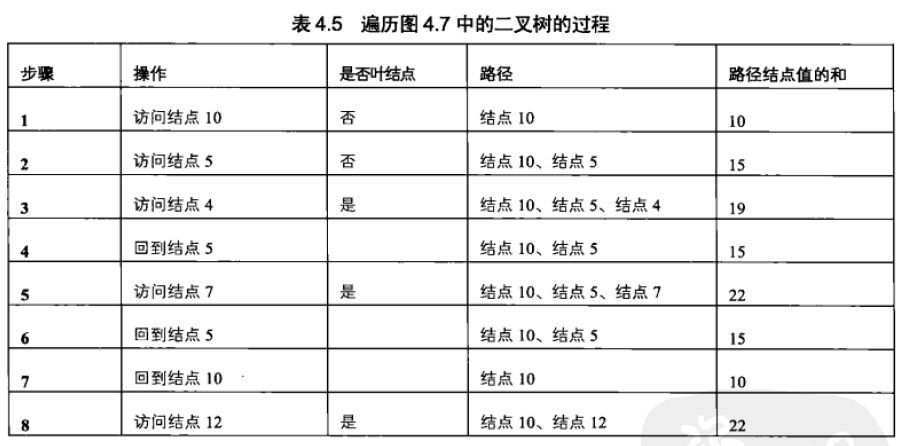 表 4.5 遍历图 4.7 中的二叉树的过程
步骤 操作 是否叶结点 路径 路径结点值的和
1 访问结点 10 否 结点 10 10
2 访问结点 5 否 结点 10、结点 5 15
3 访问结点 4 是 结点 10、结点 5、结点 4 19
4 回到结点 5 结点 10、结点 5 15
5 访问结点 7 是 结点 10、结点 5、结点 7 22
6 回到结点 5 结点 10、结点 5 15
7 回到结点 10 结点 10 10
8 访问结点 12 是 结点 10、结点 12 22